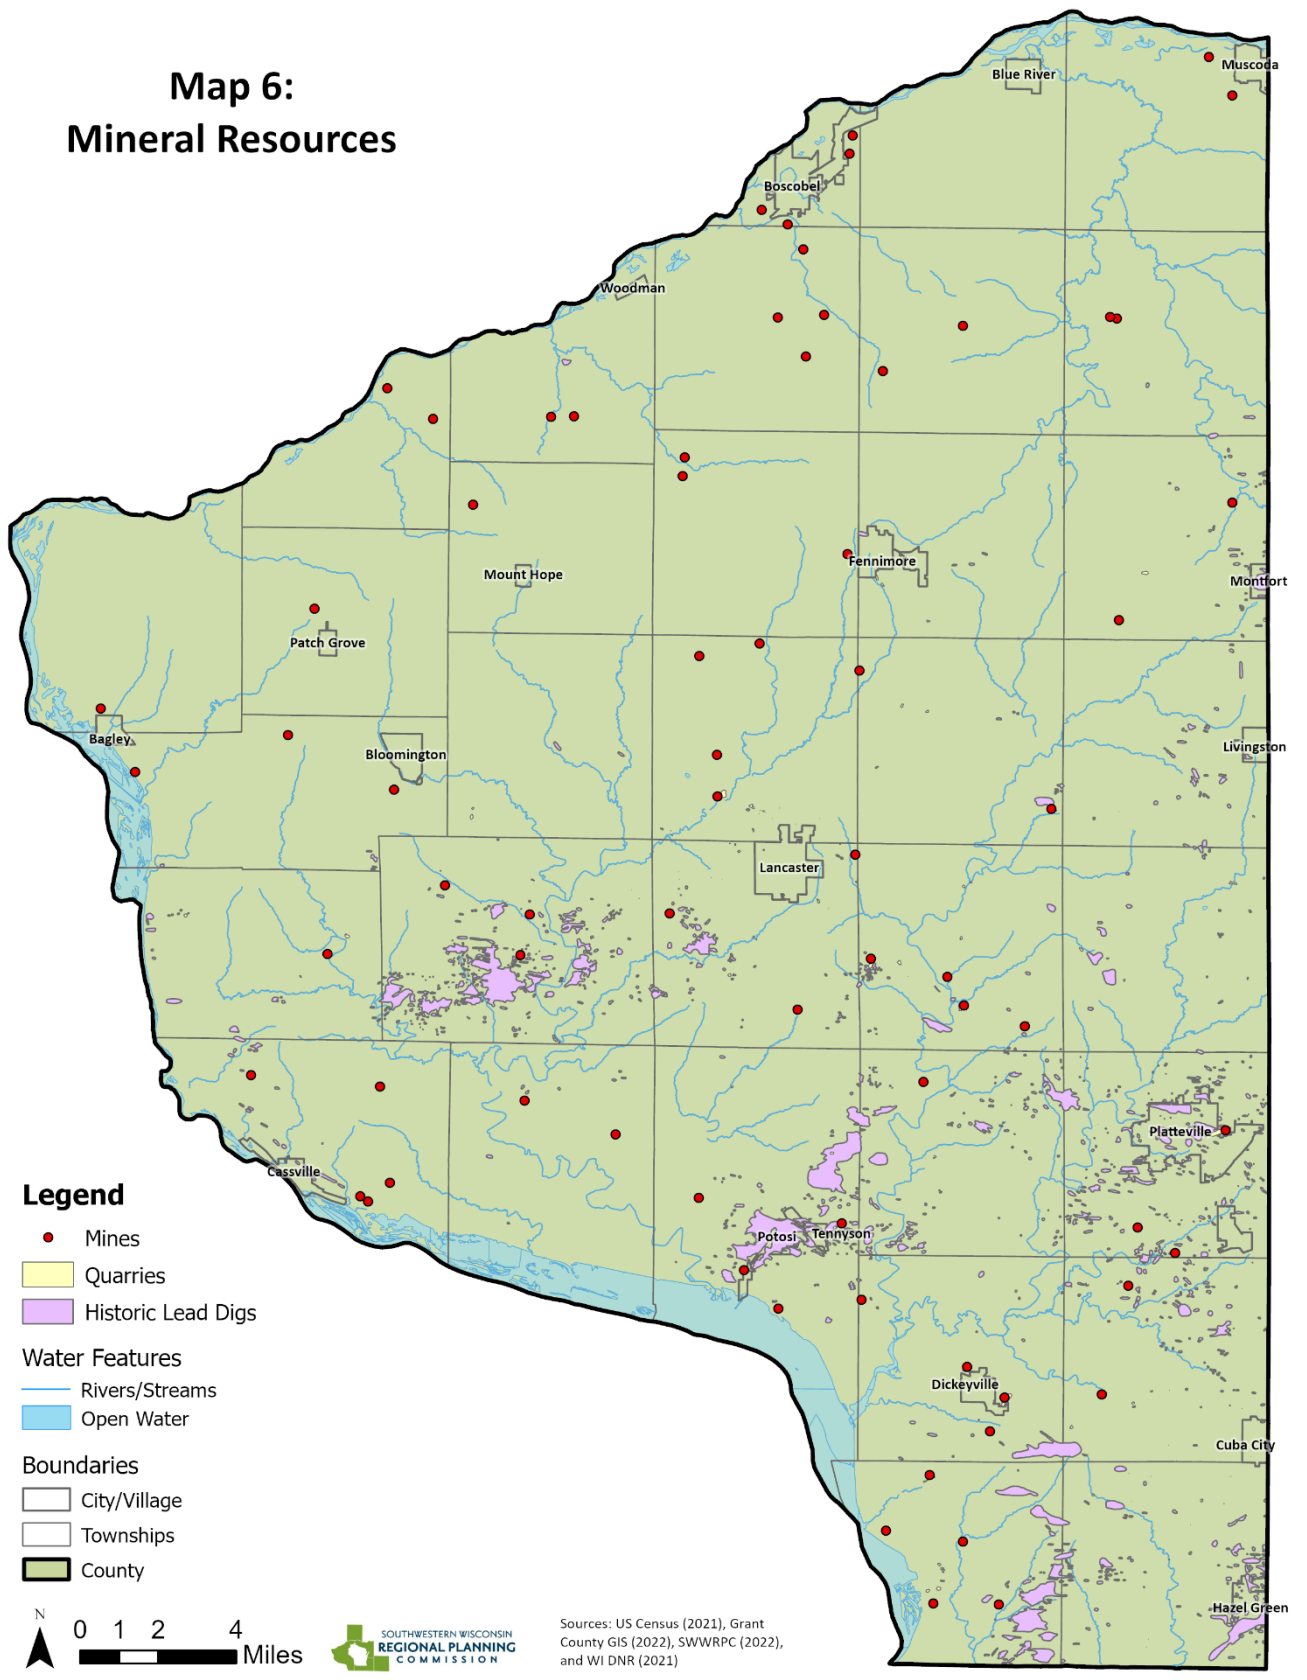 Map 6:
Mineral Resources
Muscoda
Blue River
Boscobel
Woodman
Fennimore
Mount Hope
Montfort
Patch Grove
Bagley
Livingston
Bloomington
Lancaster
Platteville
Cassville
Potosi
Tennyson
Dickeyville
Cuba City
Hazel Green
Legend
Mines
Quarries
Historic Lead Digs
Water Features
Rivers/Streams
Open Water
Boundaries
City/Village
Townships
County
N
0 1 2 4
Miles
SOUTHWESTERN WISCONSIN
REGIONAL PLANNING
COMMISSION
Sources: US Census (2021), Grant
County GIS (2022), SWWRPC (2022),
and WI DNR (2021)